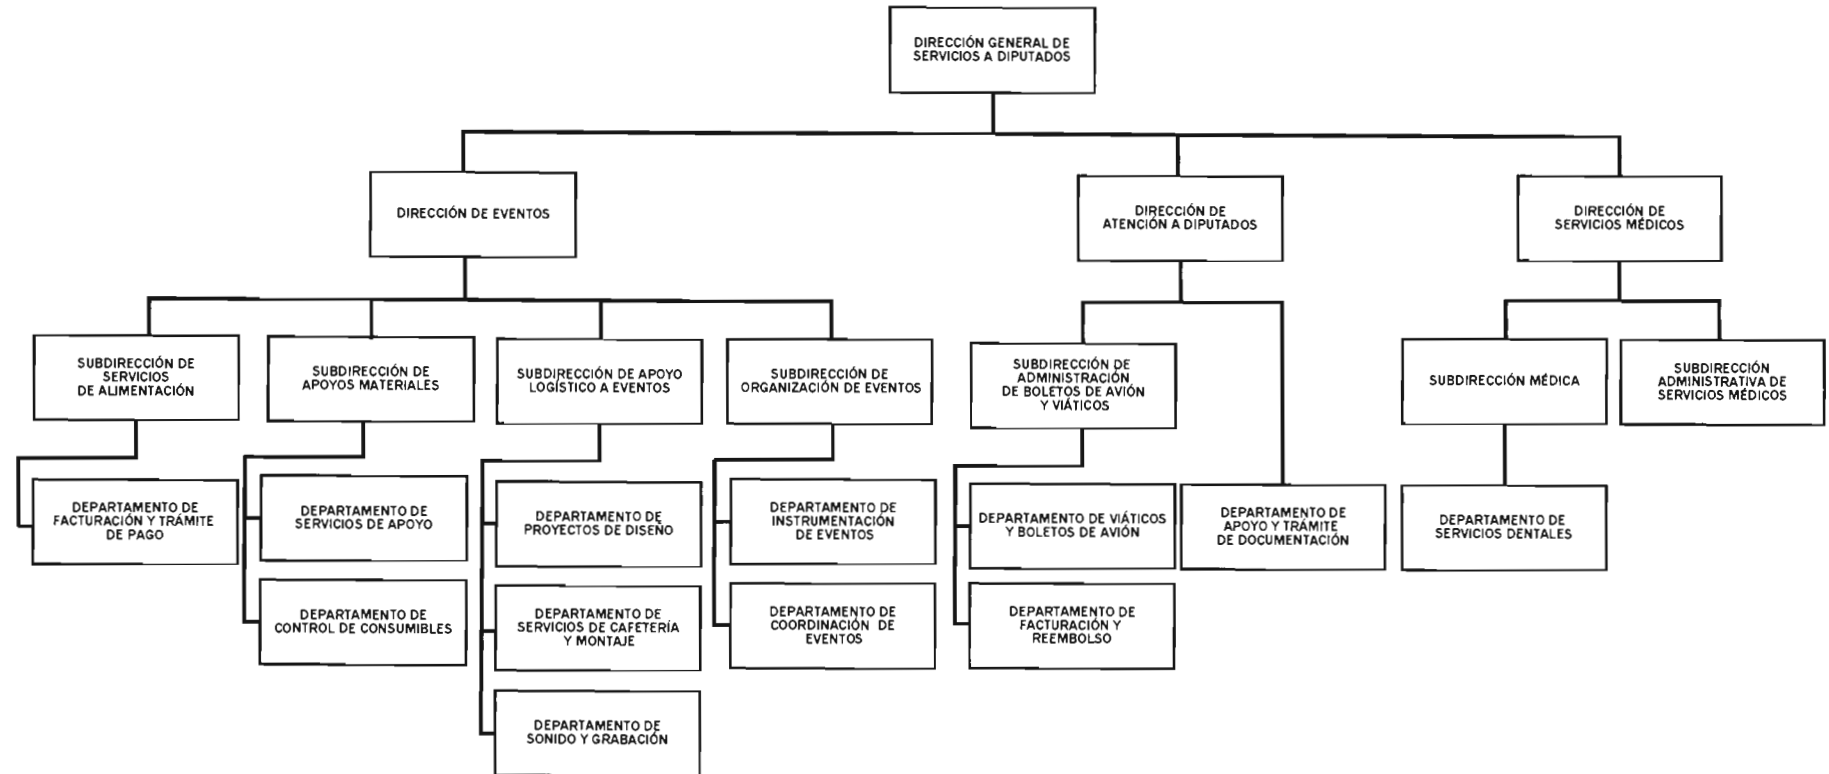 DIRECCIÓN GENERAL DE
SERVICIOS A DIPUTADOS
DIRECCIÓN DE EVENTOS
DIRECCIÓN DE
ATENCIÓN A DIPUTADOS
DIRECCIÓN DE
SERVICIOS MÉDICOS
SUBDIRECCIÓN DE
SERVICIOS
DE ALIMENTACIÓN
SUBDIRECCIÓN DE
APOYOS MATERIALES
SUBDIRECCIÓN DE APOYO
LOGÍSTICO A EVENTOS
SUBDIRECCIÓN DE
ORGANIZACIÓN DE EVENTOS
SUBDIRECCIÓN DE
ADMINISTRACIÓN
DE BOLETOS DE AVIÓN
Y VIÁTICOS
SUBDIRECCIÓN MÉDICA
SUBDIRECCIÓN
ADMINISTRATIVA DE
SERVICIOS MÉDICOS
DEPARTAMENTO DE
FACTURACIÓN Y TRÁMITE
DE PAGO
DEPARTAMENTO DE
SERVICIOS DE APOYO
DEPARTAMENTO DE
PROYECTOS DE DISEÑO
DEPARTAMENTO DE
INSTRUMENTACIÓN
DE EVENTOS
DEPARTAMENTO DE VIÁTICOS
Y BOLETOS DE AVIÓN
DEPARTAMENTO DE
APOYO Y TRÁMITE
DE DOCUMENTACIÓN
DEPARTAMENTO DE
SERVICIOS DENTALES
DEPARTAMENTO DE
CONTROL DE CONSUMIBLES
DEPARTAMENTO DE
SERVICIOS DE CAFETERÍA
Y MONTAJE
DEPARTAMENTO DE
COORDINACIÓN DE
EVENTOS
DEPARTAMENTO DE
FACTURACIÓN Y
REEMBOLSO
DEPARTAMENTO DE
SONIDO Y GRABACIÓN